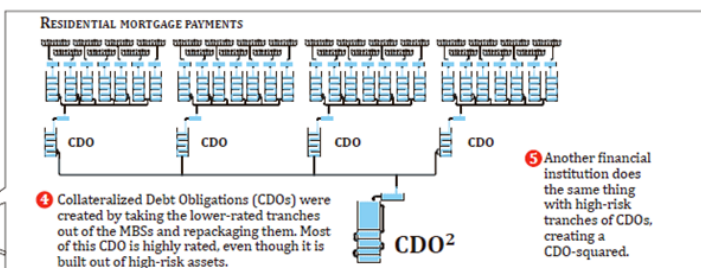 RESIDENTIAL MORTGAGE PAYMENTS
CDO
CDO
CDO
CDO
4 Collateralized Debt Obligations (CDOs) were
created by taking the lower-rated tranches
out of the MBSs and repackaging them. Most
of this CDO is highly rated, even though it is
built out of high-risk assets.
CDO²
5 Another financial
institution does
the same thing
with high-risk
tranches of CDOs,
creating a
CDO-squared.